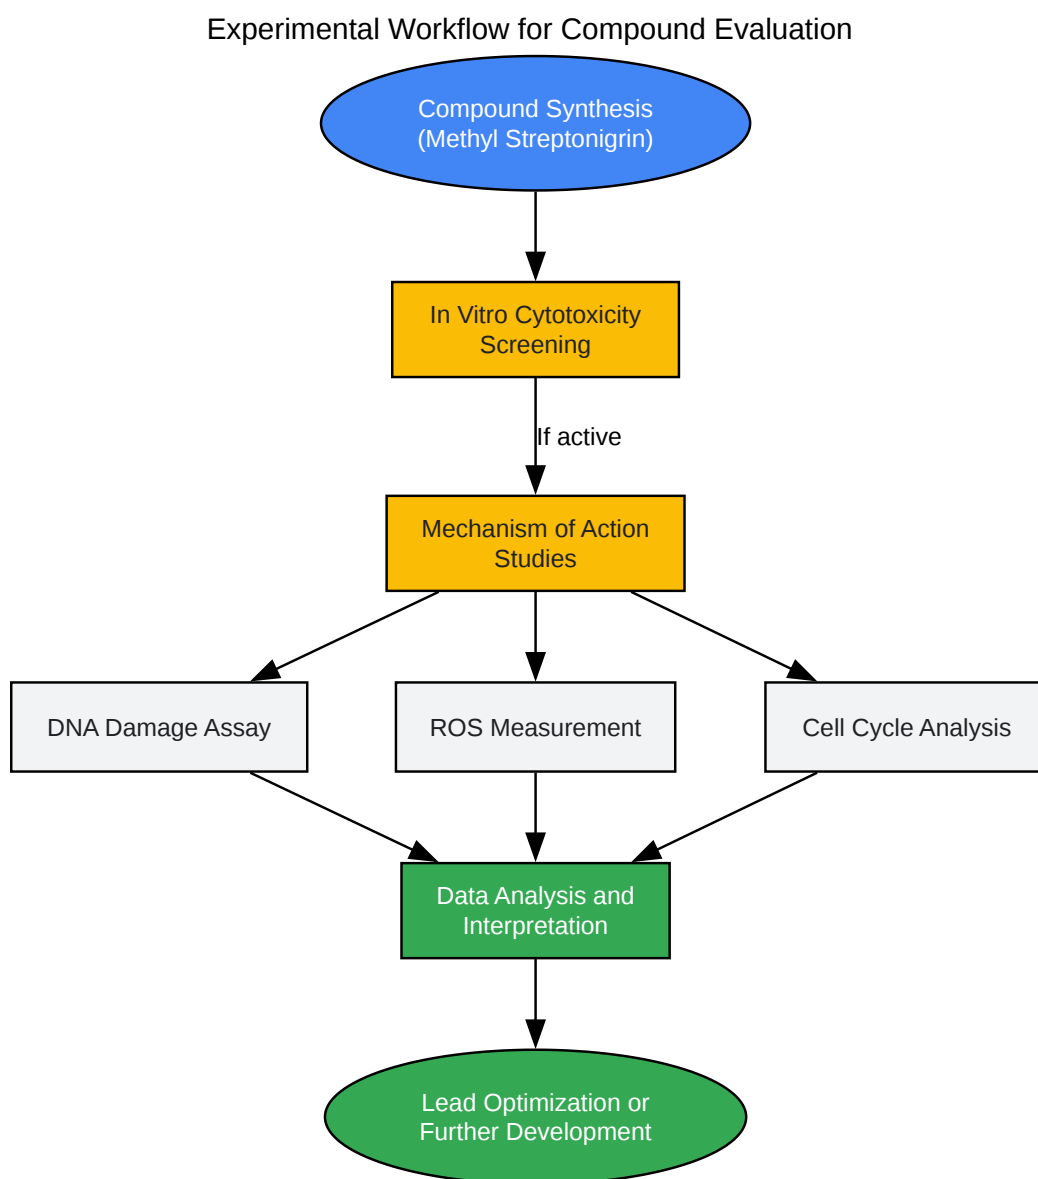 Experimental Workflow for Compound Evaluation
Compound Synthesis
(Methyl Streptonigrin)
In Vitro Cytotoxicity
Screening
If active
Mechanism of Action
Studies
DNA Damage Assay
ROS Measurement
Cell Cycle Analysis
Data Analysis and
Interpretation
Lead Optimization or
Further Development